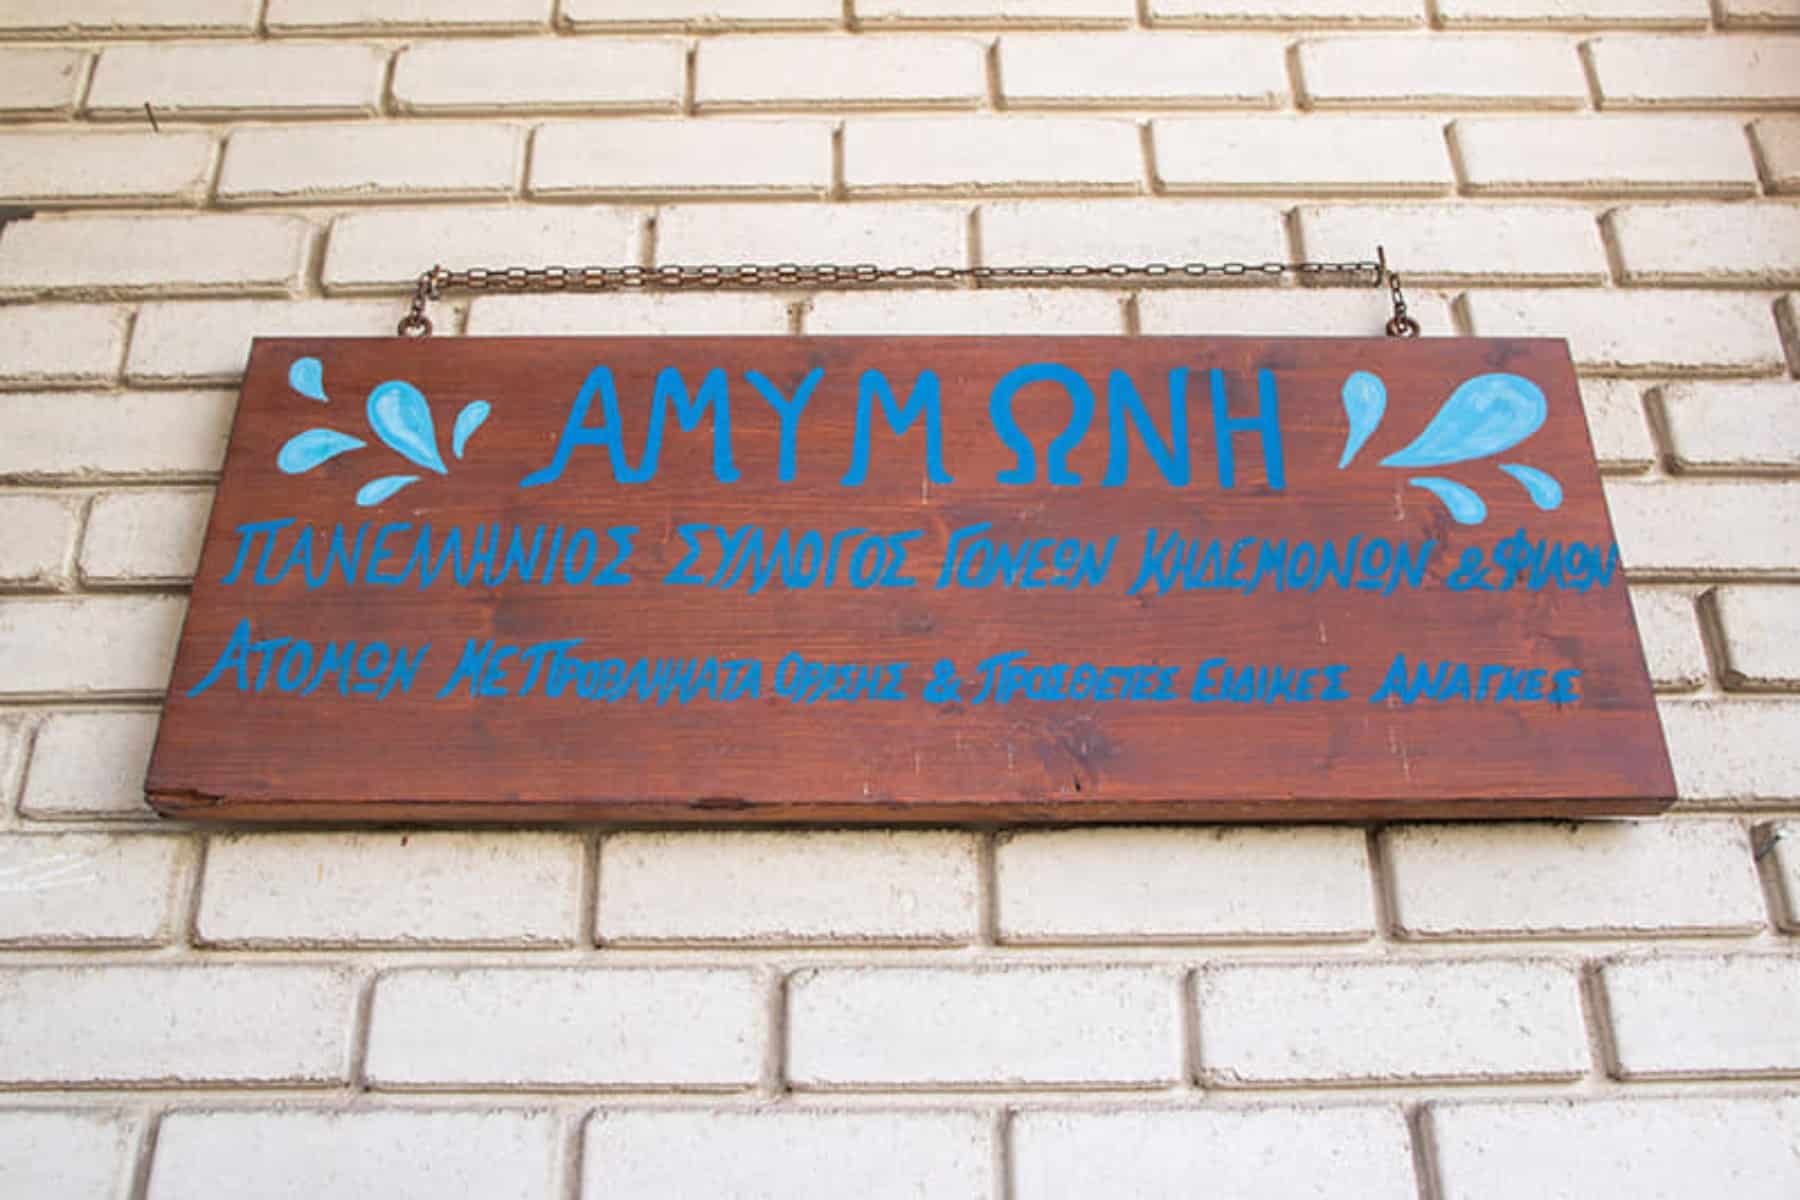 ΑΜΥΜΩΝΗ
ΠΑΝΕΛΛΗΝΙΟΣ ΣΥΛΛΟΓΟΣ ΓΟΝΕΩΝ ΚΗΔΕΜΟΝΩΝ & ΦΙΛΩΝ
ΑΤΟΜΩΝ ΜΕ ΠΡΟΒΛΗΜΑΤΑ ΟΡΑΣΗΣ & ΠΡΟΣΘΕΤΕΣ ΕΙΔΙΚΕΣ ΑΝΑΓΚΕΣ